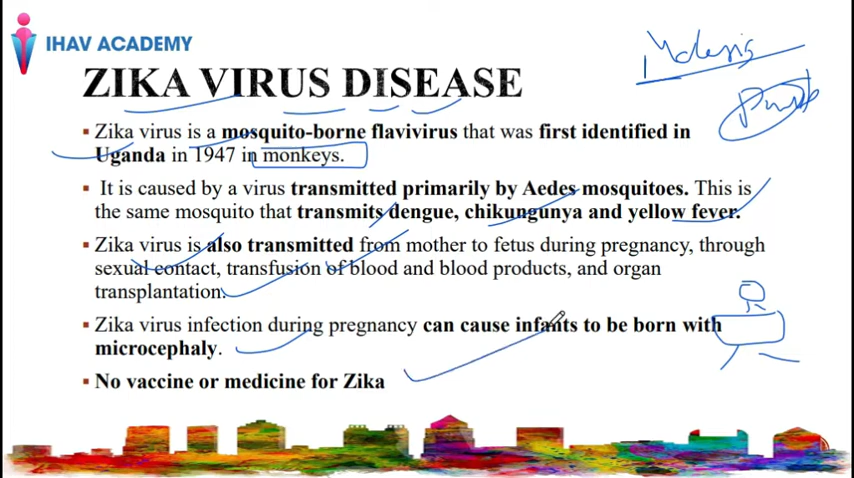 IHAV ACADEMY
ZIKA VIRUS DISEASE
▪ Zika virus is a mosquito-borne flavivirus that was first identified in
Uganda in 1947 in monkeys.
▪ It is caused by a virus transmitted primarily by Aedes mosquitoes. This is
the same mosquito that transmits dengue, chikungunya and yellow fever.
▪ Zika virus is also transmitted from mother to fetus during pregnancy, through
sexual contact, transfusion of blood and blood products, and organ
transplantation.
▪ Zika virus infection during pregnancy can cause infants to be born with
microcephaly.
▪ No vaccine or medicine for Zika